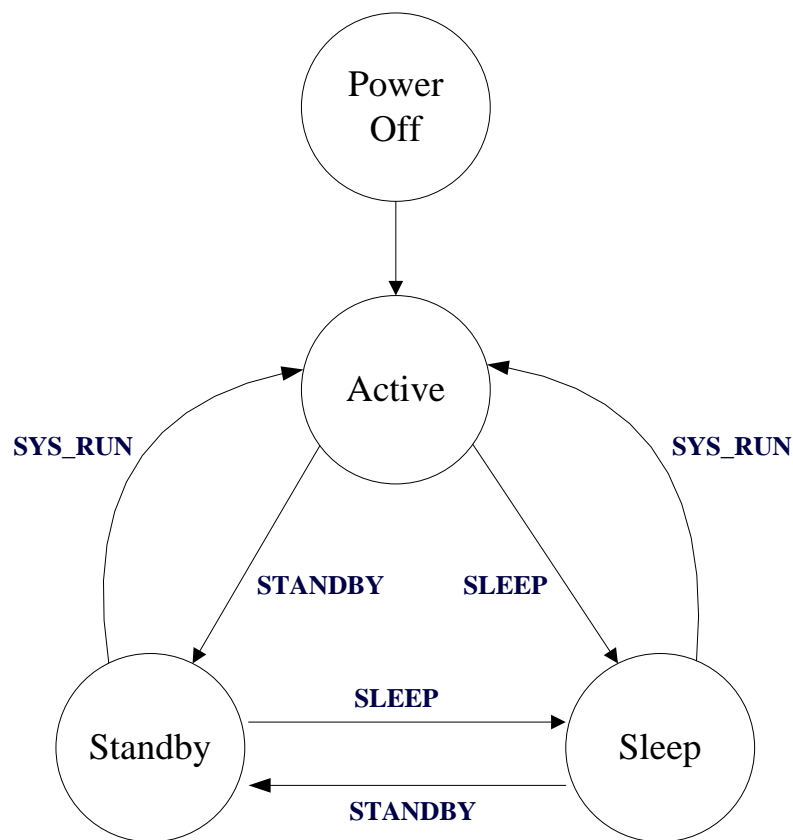 Power
Off
Active
SYS_RUN
SYS_RUN
STANDBY
SLEEP
SLEEP
Standby
Sleep
STANDBY